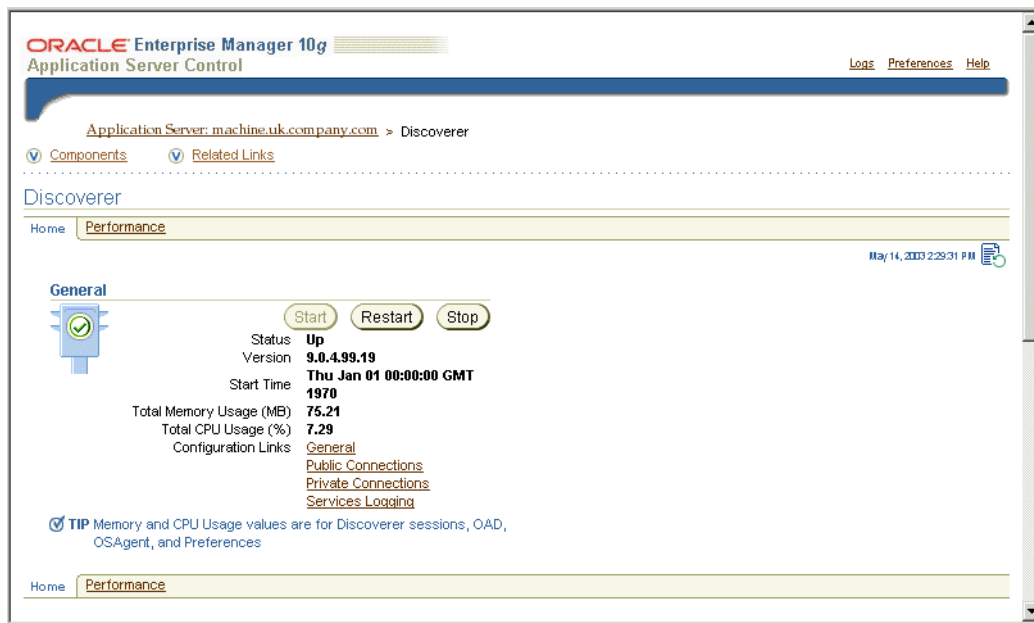 ORACLE Enterprise Manager 10g
Application Server Control
Logs Preferences Help
Application Server: machine.uk.company.com > Discoverer
Components Related Links
Discoverer
Home Performance
May 14, 2003 2:29:31 PM
General
Start Restart Stop
Status Up
Version 9.0.4.99.19
Start Time Thu Jan 01 00:00:00 GMT
1970
Total Memory Usage (MB) 75.21
Total CPU Usage (%) 7.29
Configuration Links General
Public Connections
Private Connections
Services Logging
TIP Memory and CPU Usage values are for Discoverer sessions, OAD,
OSAgent, and Preferences
Home Performance